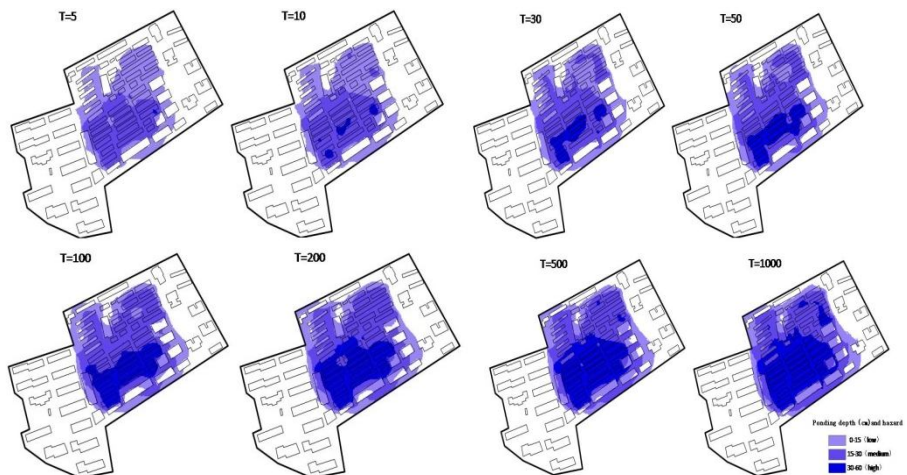 T=5
T=10
T=30
T=50
T=100
T=200
T=500
T=1000
Ponding depth (cm) and hazard
0-15 (low)
15-30 (medium)
30-60 (high)